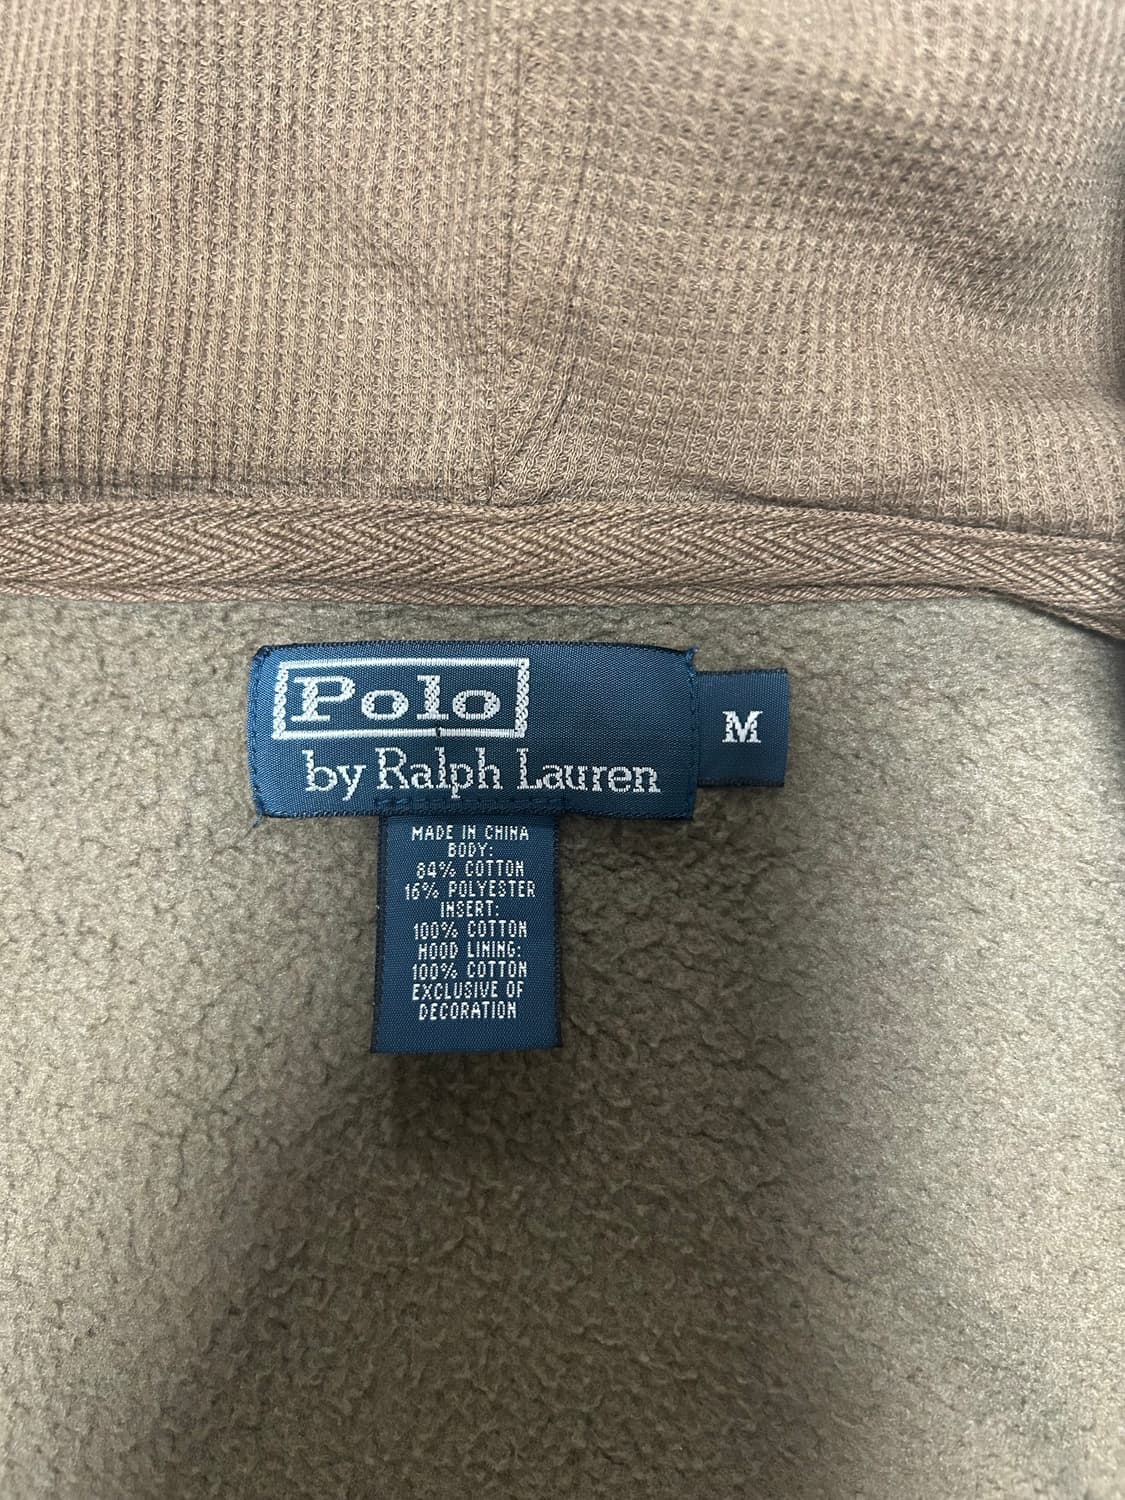 Polo
by Ralph Lauren
M
MADE IN CHINA
BODY:
84% COTTON
16% POLYESTER
INSERT:
100% COTTON
HOOD LINING:
100% COTTON
EXCLUSIVE OF
DECORATION